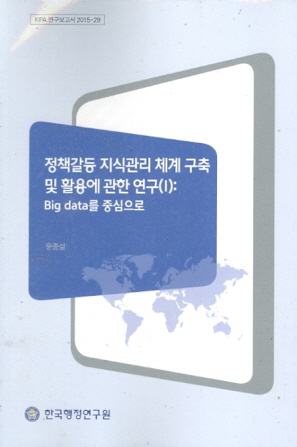 KIPA 연구보고서 2015-29
정책갈등 지식관리 체계 구축
및 활용에 관한 연구(Ⅰ):
Big data를 중심으로
한국행정연구원